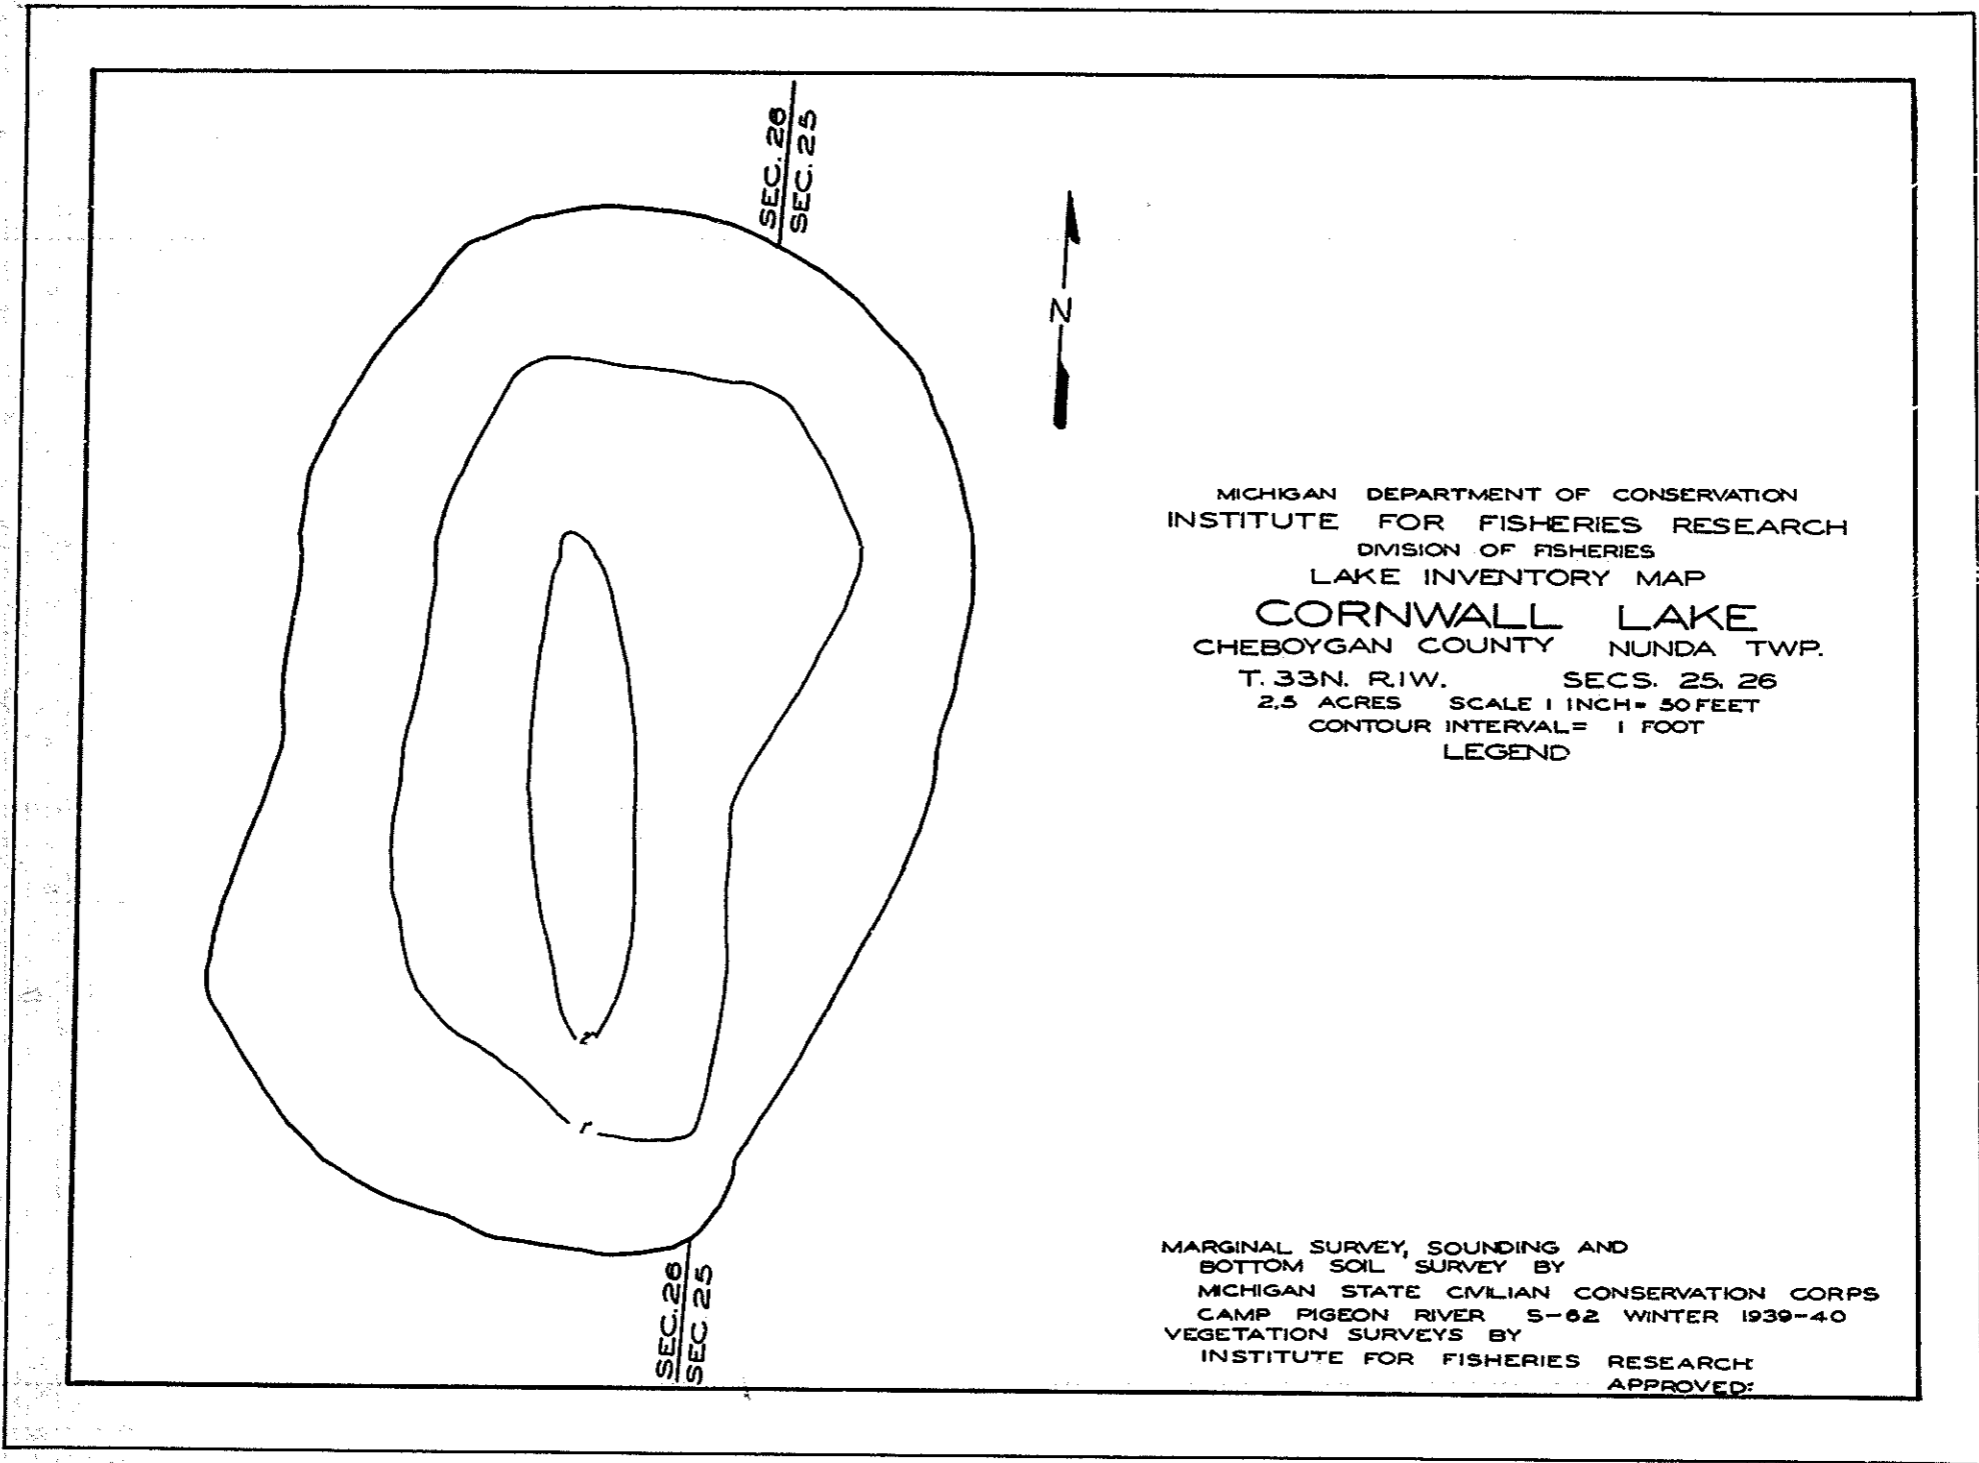 SEC. 26
SEC. 25
N
MICHIGAN DEPARTMENT OF CONSERVATION
INSTITUTE FOR FISHERIES RESEARCH
DIVISION OF FISHERIES
LAKE INVENTORY MAP
CORNWALL LAKE
CHEBOYGAN COUNTY NUNDA TWP.
T. 33N. R.1W. SECS. 25, 26
2.5 ACRES SCALE 1 INCH = 50 FEET
CONTOUR INTERVAL = 1 FOOT
LEGEND
2'
1'
SEC. 26
SEC. 25
MARGINAL SURVEY, SOUNDING AND
BOTTOM SOIL SURVEY BY
MICHIGAN STATE CIVILIAN CONSERVATION CORPS
CAMP PIGEON RIVER S-62 WINTER 1939-40
VEGETATION SURVEYS BY
INSTITUTE FOR FISHERIES RESEARCH
APPROVED: